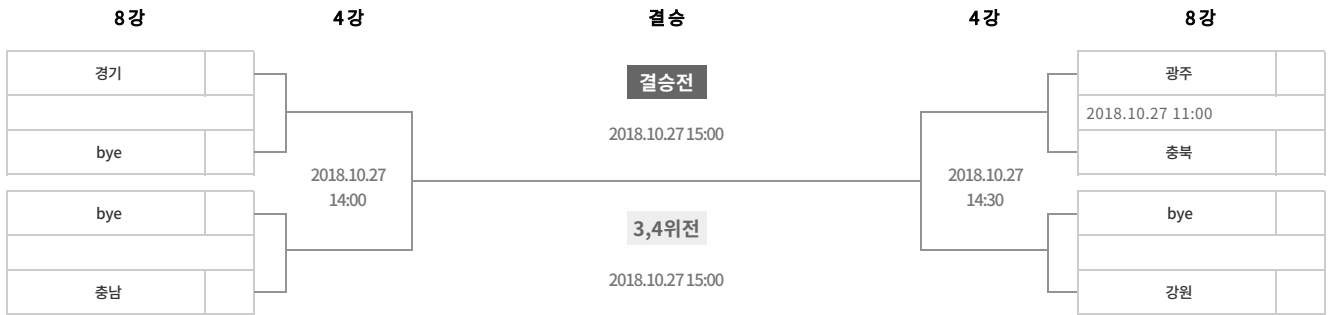 8강
4강
결승
4강
8강
경기
bye
bye
충남
2018.10.27
14:00
결승전
2018.10.27 15:00
3,4위전
2018.10.27 15:00
2018.10.27
14:30
광주
2018.10.27 11:00
충북
bye
강원